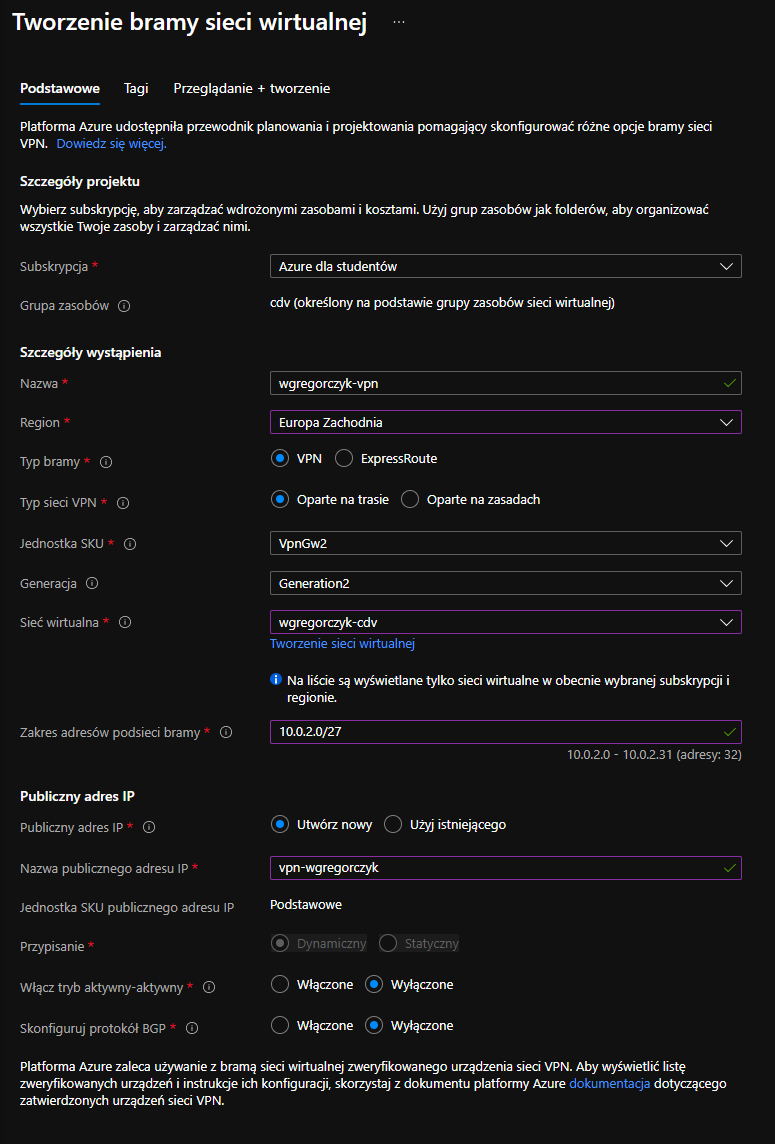 Tworzenie bramy sieci wirtualnej ...
Podstawowe Tagi Przeglądanie + tworzenie
Platforma Azure udostępniła przewodnik planowania i projektowania pomagający skonfigurować różne opcje bramy sieci
VPN. Dowiedz się więcej.
Szczegóły projektu
Wybierz subskrypcję, aby zarządzać wdrożonymi zasobami i kosztami. Użyj grup zasobów jak folderów, aby organizować
wszystkie Twoje zasoby i zarządzać nimi.
Subskrypcja * Azure dla studentów
Grupa zasobów cdv (określony na podstawie grupy zasobów sieci wirtualnej)
Szczegóły wystąpienia
Nazwa * wgregorczyk-vpn
Region * Europa Zachodnia
Typ bramy * VPN ExpressRoute
Typ sieci VPN * Oparte na trasie Oparte na zasadach
Jednostka SKU * VpnGw2
Generacja Generation2
Sieć wirtualna * wgregorczyk-cdv
Tworzenie sieci wirtualnej
Na liście są wyświetlane tylko sieci wirtualne w obecnie wybranej subskrypcji i
regionie.
Zakres adresów podsieci bramy * 10.0.2.0/27
10.0.2.0 - 10.0.2.31 (adresy: 32)
Publiczny adres IP
Publiczny adres IP * Utwórz nowy Użyj istniejącego
Nazwa publicznego adresu IP * vpn-wgregorczyk
Jednostka SKU publicznego adresu IP Podstawowe
Przypisanie * Dynamiczny Statyczny
Włącz tryb aktywny-aktywny * Włączone Wyłączone
Skonfiguruj protokół BGP * Włączone Wyłączone
Platforma Azure zaleca używanie z bramą sieci wirtualnej zweryfikowanego urządzenia sieci VPN. Aby wyświetlić listę
zweryfikowanych urządzeń i instrukcje ich konfiguracji, skorzystaj z dokumentu platformy Azure dokumentacja dotyczącego
zatwierdzonych urządzeń sieci VPN.